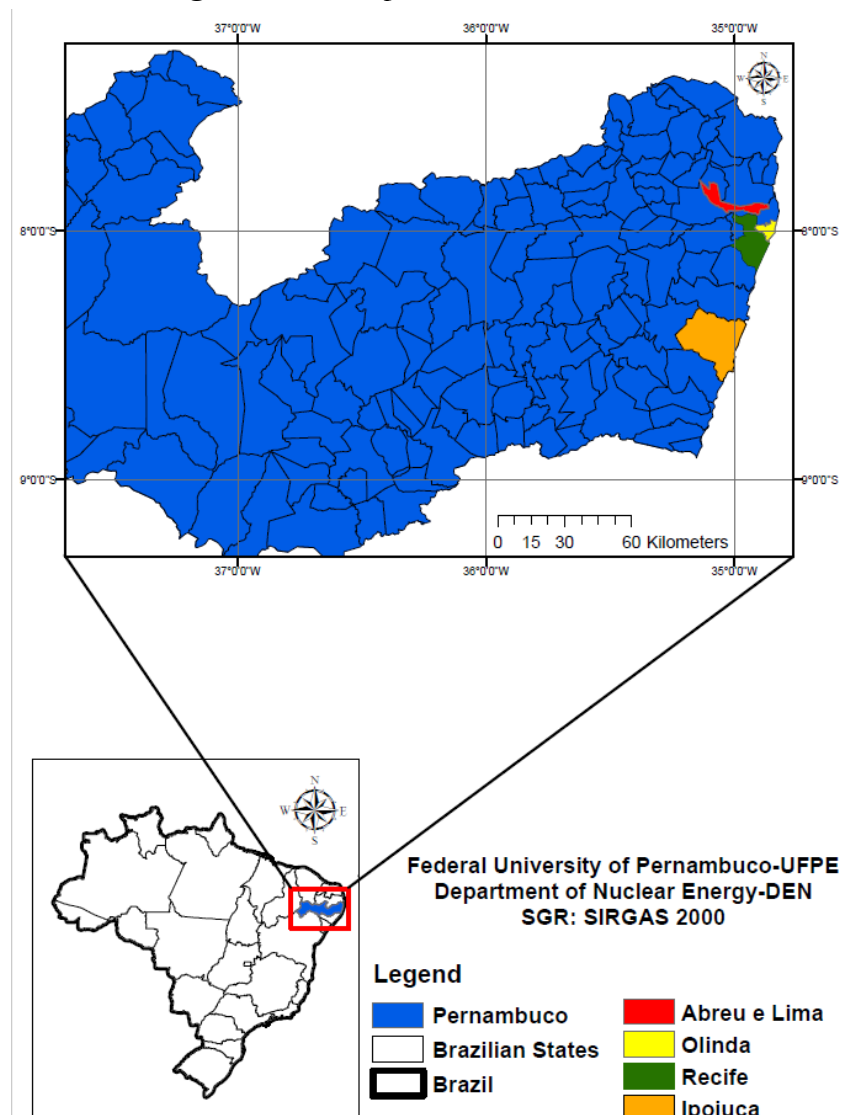 37°0'0"W 36°0'0"W 35°0'0"W
N
W E
S
8°0'0"S 8°0'0"S
9°0'0"S 9°0'0"S
0 15 30 60 Kilometers
37°0'0"W 36°0'0"W 35°0'0"W
N
W E
S
Federal University of Pernambuco-UFPE
Department of Nuclear Energy-DEN
SGR: SIRGAS 2000
Legend
Pernambuco
Brazilian States
Brazil
Abreu e Lima
Olinda
Recife
Ipojuca